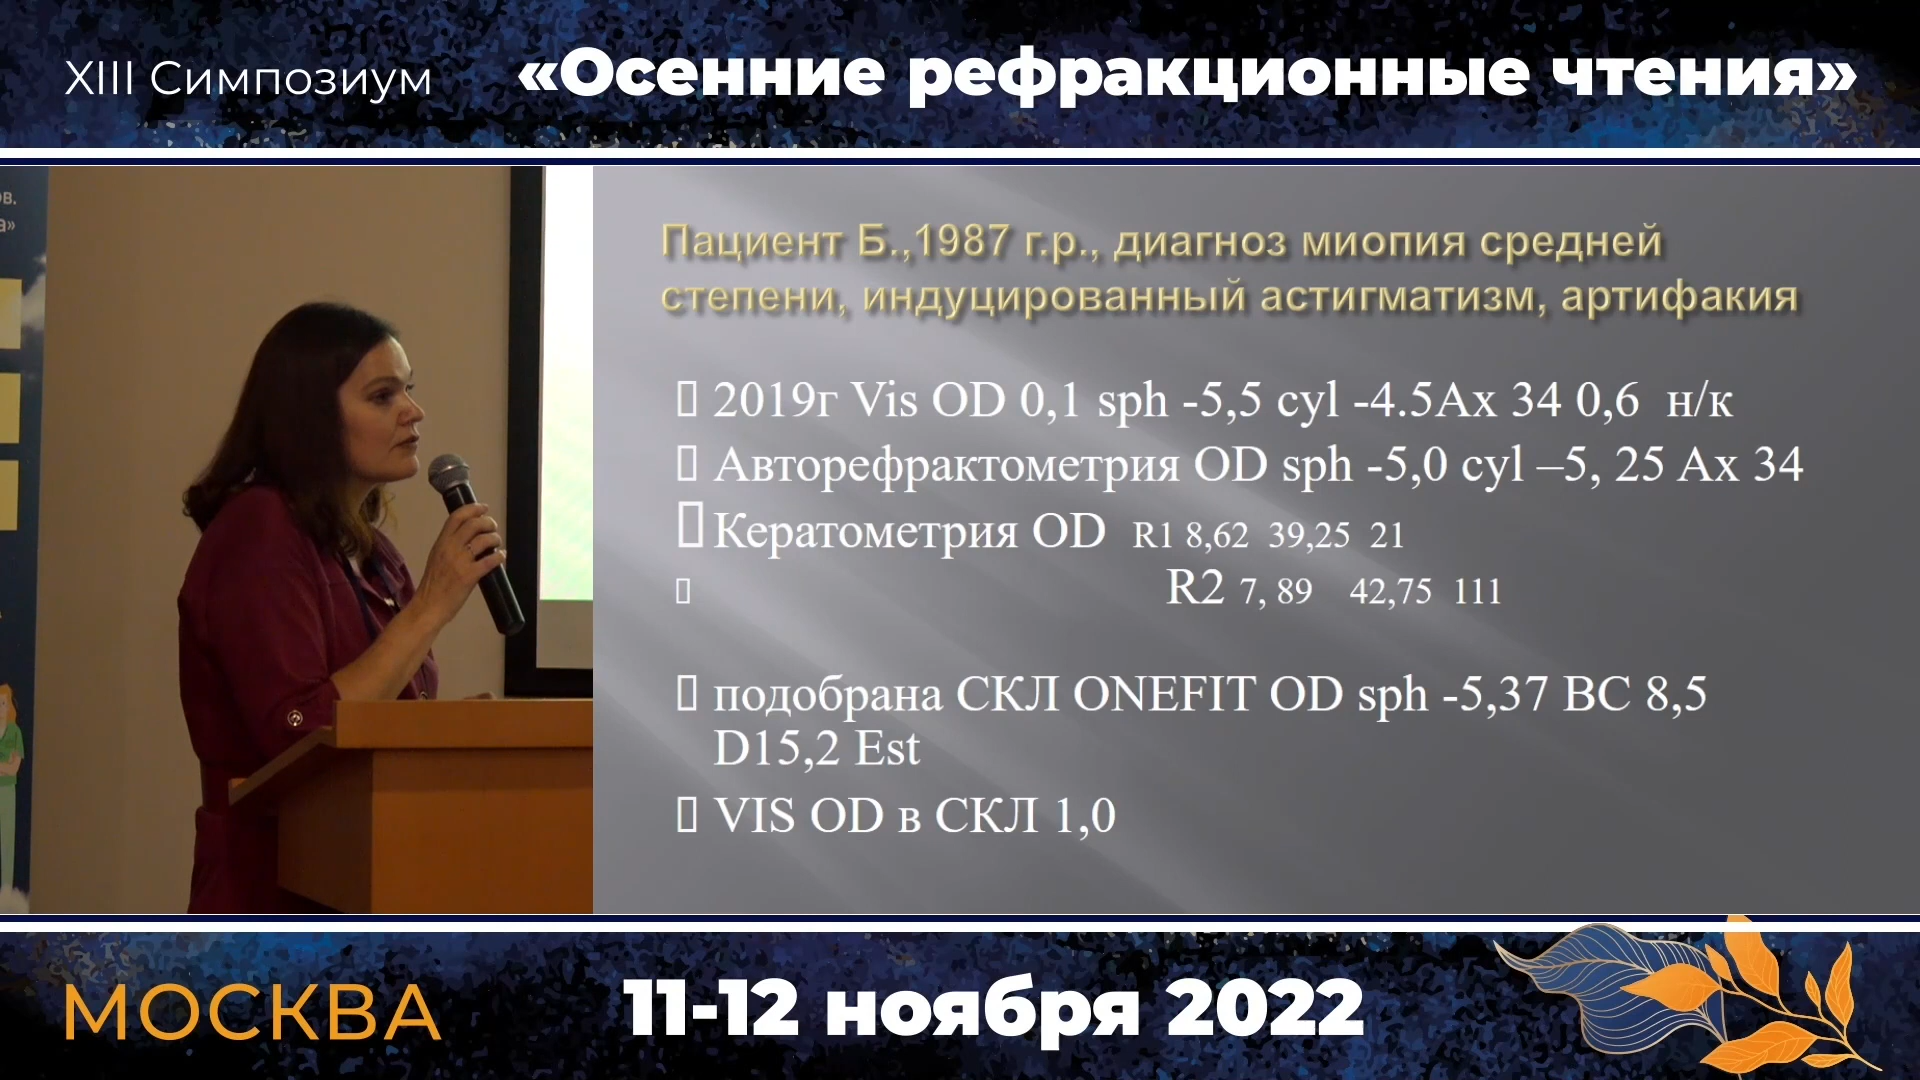 XIII Симпозиум «Осенние рефракционные чтения»
ов.
а»
Пациент Б.,1987 г.р., диагноз миопия средней
степени, индуцированный астигматизм, артифакия
2019г Vis OD 0,1 sph -5,5 cyl -4.5Ax 34 0,6 н/к
Авторефрактометрия OD sph -5,0 cyl –5, 25 Ax 34
Кератометрия OD R1 8,62 39,25 21
R2 7, 89 42,75 111
подобрана СКЛ ONEFIT OD sph -5,37 BC 8,5
D15,2 Est
VIS OD в СКЛ 1,0
МОСКВА 11-12 ноября 2022